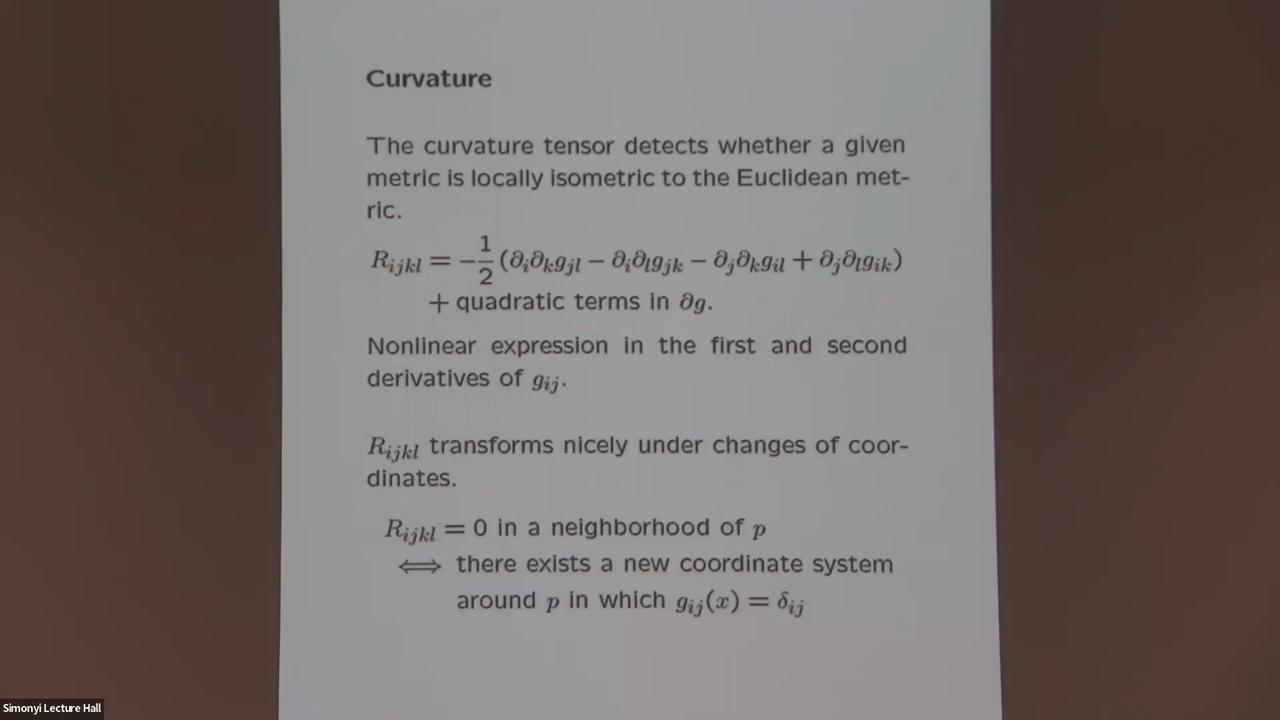 Curvature
The curvature tensor detects whether a given
metric is locally isometric to the Euclidean met-
ric.
R_{ijkl} = -\frac{1}{2}(∂_i∂_k g_{jl} − ∂_i∂_l g_{jk} − ∂_j∂_k g_{il} + ∂_j∂_l g_{ik})
+ quadratic terms in ∂g.
Nonlinear expression in the first and second
derivatives of g_{ij}.
R_{ijkl} transforms nicely under changes of coor-
dinates.
R_{ijkl} = 0 in a neighborhood of p
⟺ there exists a new coordinate system
around p in which g_{ij}(x) = δ_{ij}
Simonyi Lecture Hall